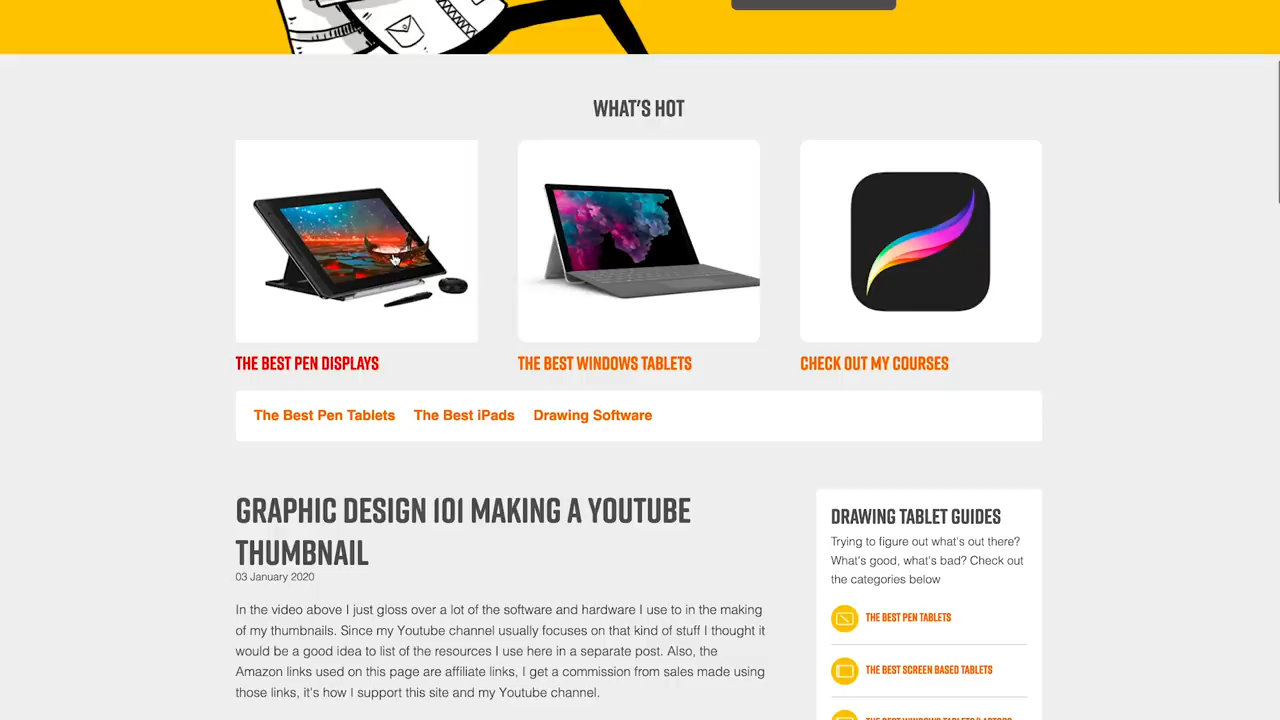 WHAT'S HOT
THE BEST PEN DISPLAYS
THE BEST WINDOWS TABLETS
CHECK OUT MY COURSES
The Best Pen Tablets
The Best iPads
Drawing Software
GRAPHIC DESIGN 101 MAKING A YOUTUBE
THUMBNAIL
03 January 2020
In the video above I just gloss over a lot of the software and hardware I use to in the making
of my thumbnails. Since my Youtube channel usually focuses on that kind of stuff I thought it
would be a good idea to list of the resources I use here in a separate post. Also, the
Amazon links used on this page are affiliate links, I get a commission from sales made using
those links, it's how I support this site and my Youtube channel.
DRAWING TABLET GUIDES
Trying to figure out what's out there?
What's good, what's bad? Check out
the categories below
THE BEST PEN TABLETS
THE BEST SCREEN BASED TABLETS
THE BEST WINDOWS TABLETS/LAPTOPS